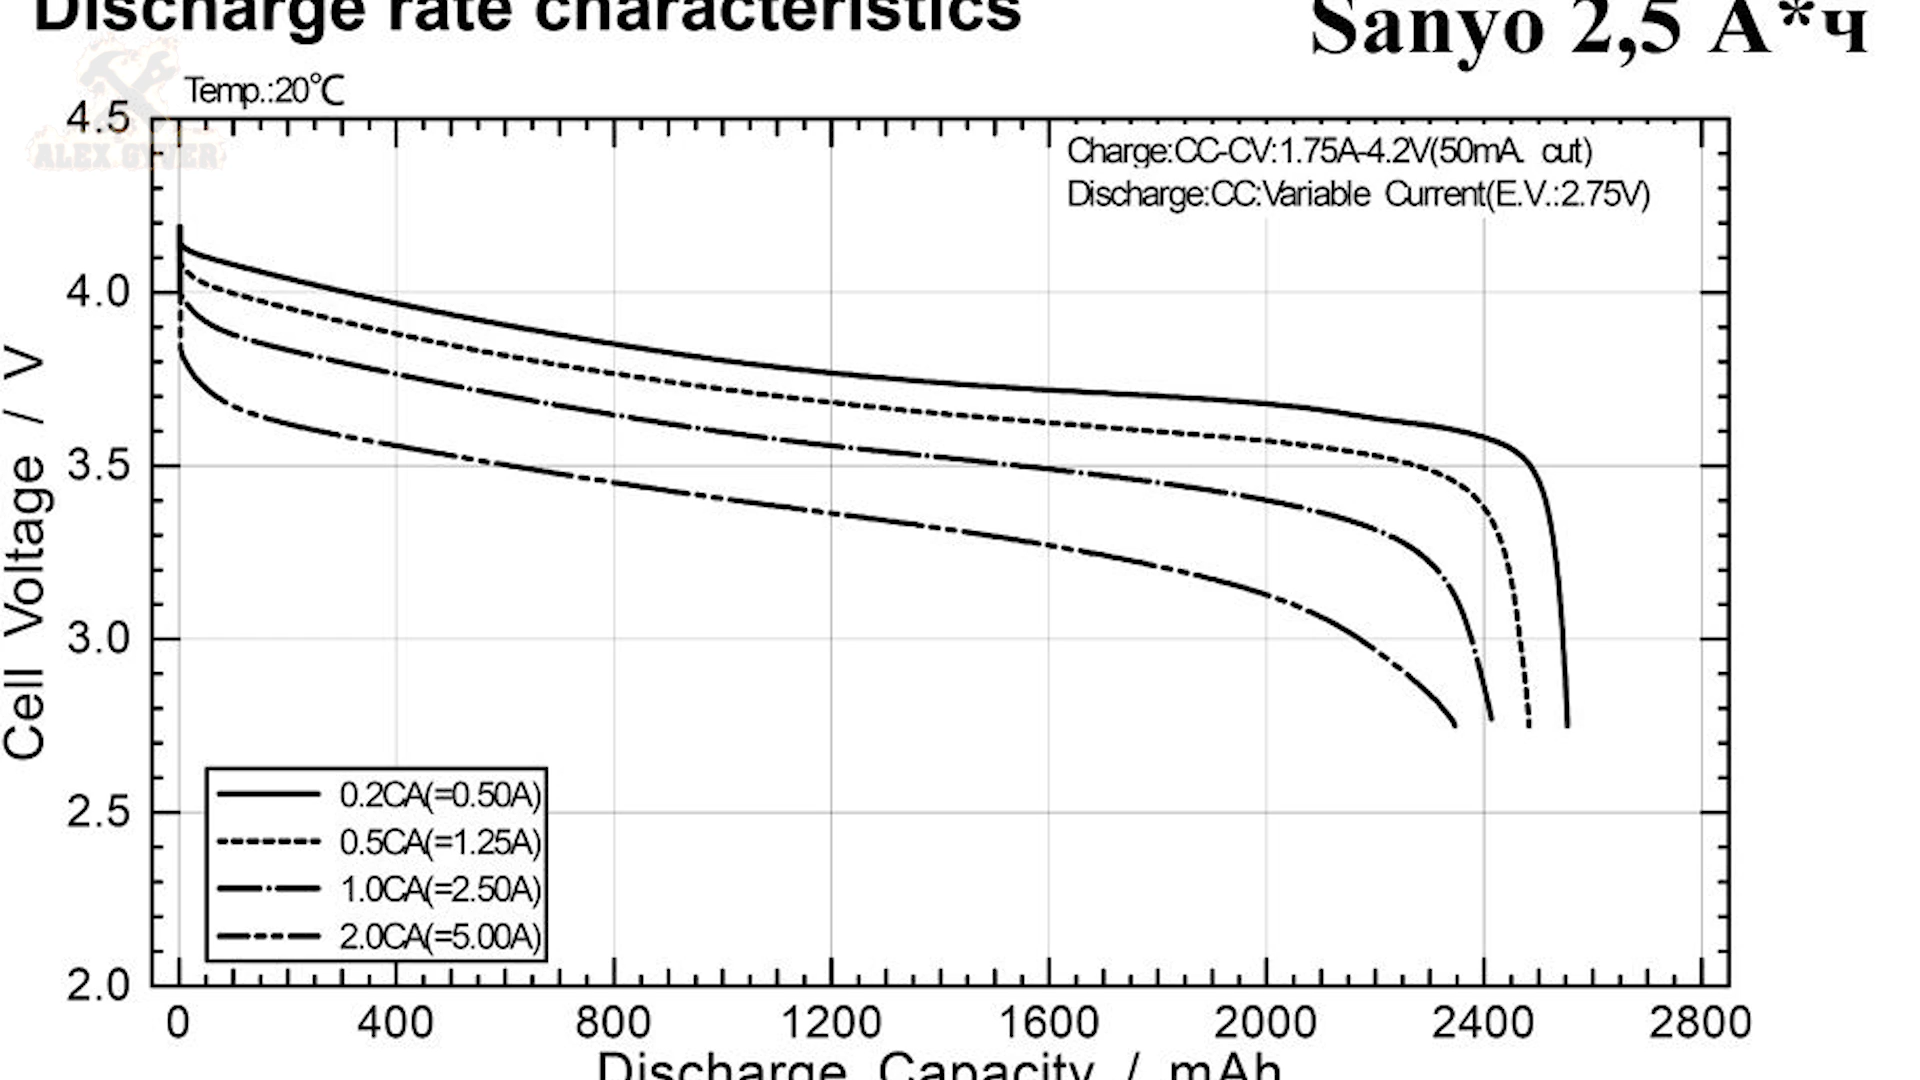 Discharge rate characteristics
Sanyo 2,5 А*ч
Temp.:20℃
ALEX GYVER
Charge:CC-CV:1.75A-4.2V(50mA. cut)
Discharge:CC:Variable Current(E.V.:2.75V)
Cell Voltage / V
4.5
4.0
3.5
3.0
2.5
2.0
0.2CA(=0.50A)
0.5CA(=1.25A)
1.0CA(=2.50A)
2.0CA(=5.00A)
0 400 800 1200 1600 2000 2400 2800
Discharge Capacity / mAh